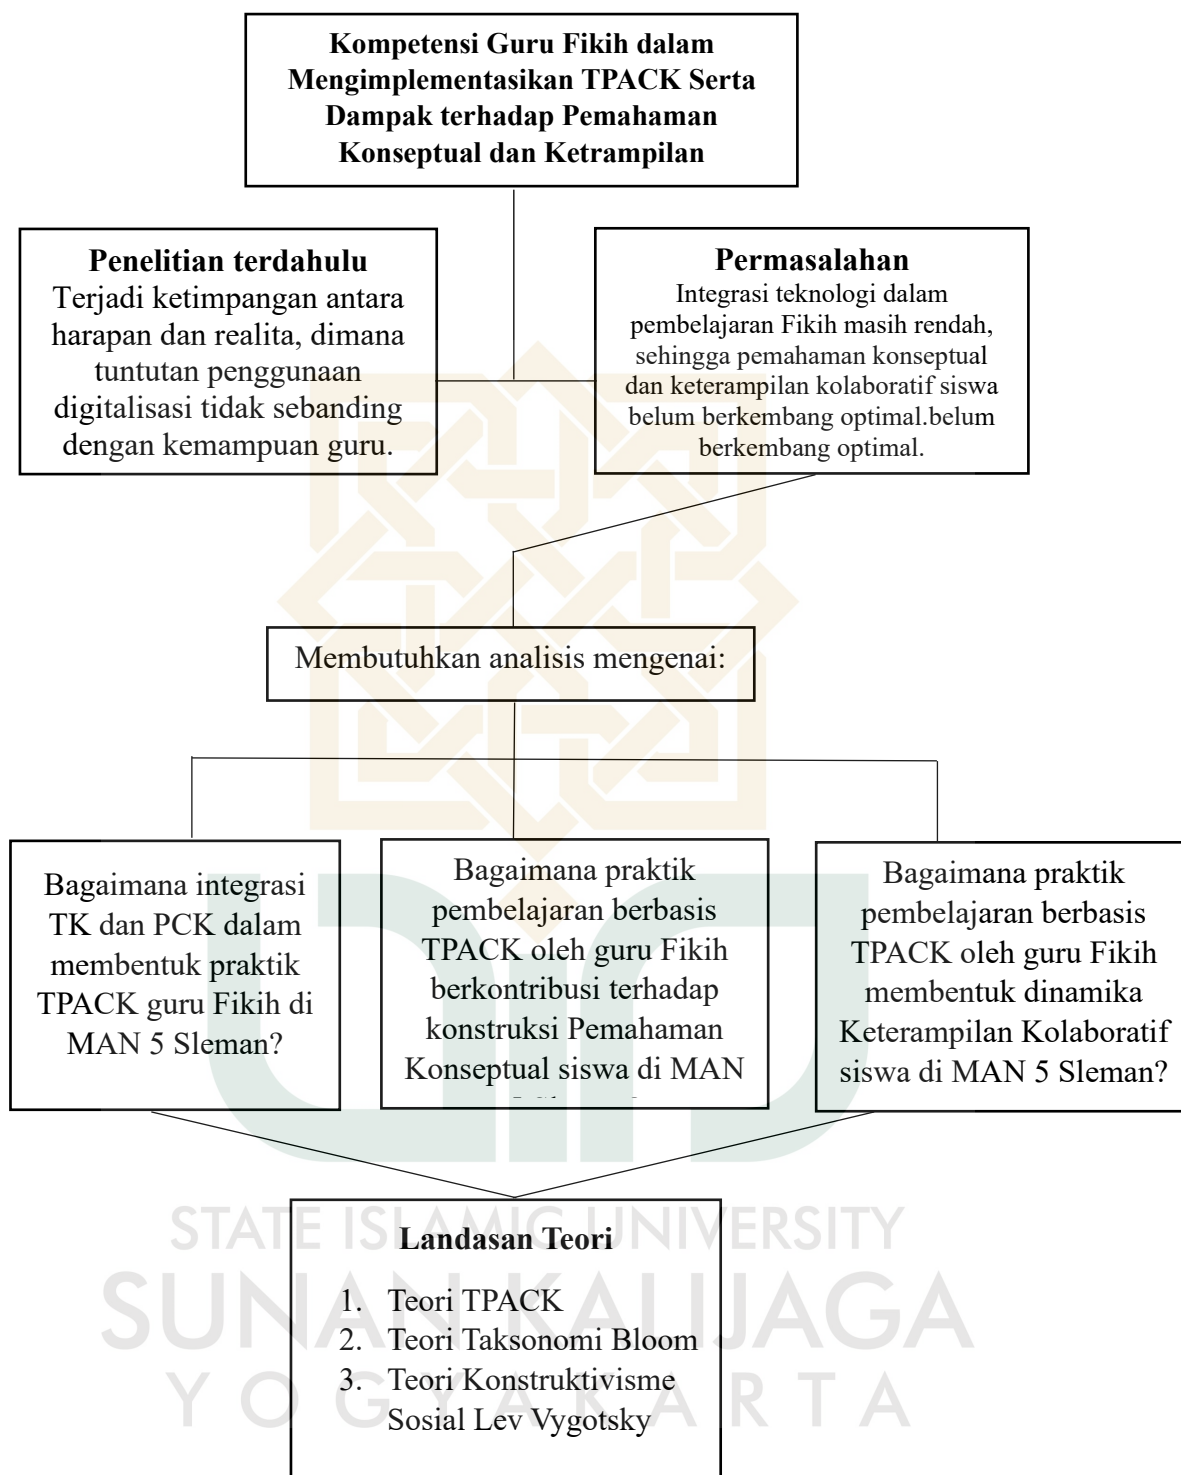 Kompetensi Guru Fikih dalam
Mengimplementasikan TPACK Serta
Dampak terhadap Pemahaman
Konseptual dan Ketrampilan
Penelitian terdahulu
Terjadi ketimpangan antara
harapan dan realita, dimana
tuntutan penggunaan
digitalisasi tidak sebanding
dengan kemampuan guru.
Permasalahan
Integrasi teknologi dalam
pembelajaran Fikih masih rendah,
sehingga pemahaman konseptual
dan keterampilan kolaboratif siswa
belum berkembang optimal.belum
berkembang optimal.
Membutuhkan analisis mengenai:
Bagaimana integrasi
TK dan PCK dalam
membentuk praktik
TPACK guru Fikih di
MAN 5 Sleman?
Bagaimana praktik
pembelajaran berbasis
TPACK oleh guru Fikih
berkontribusi terhadap
konstruksi Pemahaman
Konseptual siswa di MAN
Bagaimana praktik
pembelajaran berbasis
TPACK oleh guru Fikih
membentuk dinamika
Keterampilan Kolaboratif
siswa di MAN 5 Sleman?
Landasan Teori
1. Teori TPACK
2. Teori Taksonomi Bloom
3. Teori Konstruktivisme
Sosial Lev Vygotsky
STATE ISLAMIC UNIVERSITY
SUNAN KALIJAGA
YOGYAKARTA